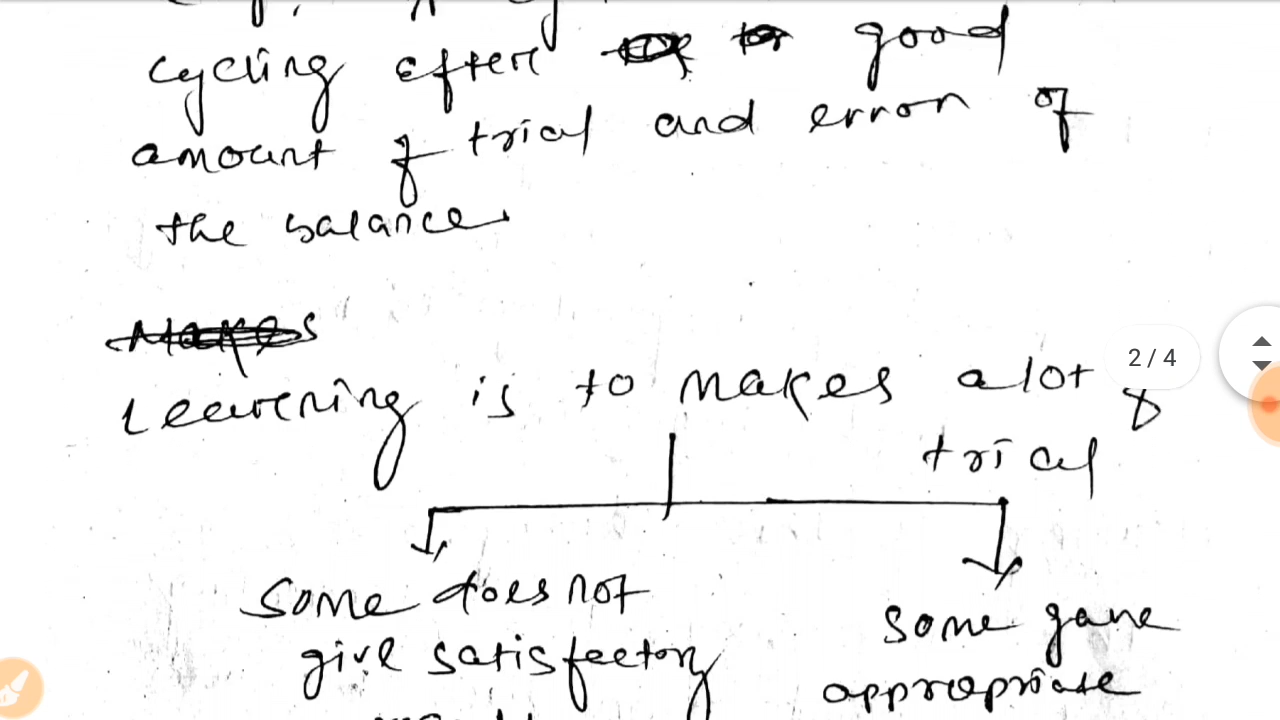 cycling after good
amount of trial and error of
the balance
Learning is to makes a lot of
trial
2 / 4
some does not
give satisfactory
some gave
appropriate